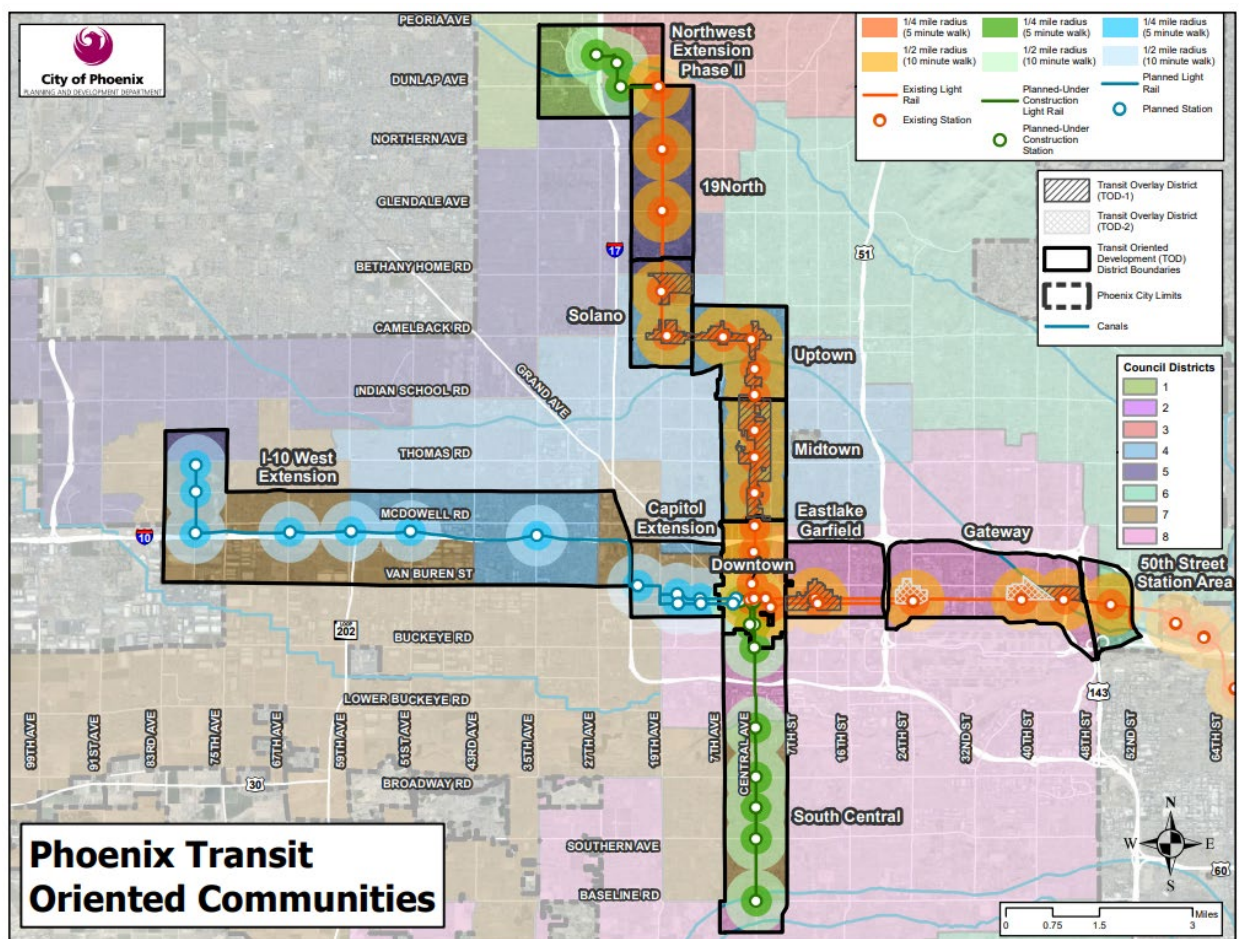 City of Phoenix
PLANNING AND DEVELOPMENT DEPARTMENT
PEORIA AVE
DUNLAP AVE
NORTHERN AVE
GLENDALE AVE
BETHANY HOME RD
CAMELBACK RD
INDIAN SCHOOL RD
THOMAS RD
MCDOWELL RD
VAN BUREN ST
BUCKEYE RD
LOWER BUCKEYE RD
BROADWAY RD
SOUTHERN AVE
BASELINE RD
GRAND AVE
Northwest
Extension
Phase II
19North
Solano
Uptown
Midtown
I-10 West
Extension
Capitol
Extension
Eastlake
Garfield
Downtown
Gateway
50th Street
Station Area
South Central
17
51
10
LOOP
202
143
30
60
99TH AVE
91ST AVE
83RD AVE
75TH AVE
67TH AVE
59TH AVE
51ST AVE
43RD AVE
35TH AVE
27TH AVE
19TH AVE
7TH AVE
CENTRAL AVE
7TH ST
16TH ST
24TH ST
32ND ST
40TH ST
48TH ST
52ND ST
64TH ST
1/4 mile radius
(5 minute walk)
1/2 mile radius
(10 minute walk)
Existing Light
Rail
Existing Station
1/4 mile radius
(5 minute walk)
1/2 mile radius
(10 minute walk)
Planned-Under
Construction
Light Rail
Planned-Under
Construction
Station
1/4 mile radius
(5 minute walk)
1/2 mile radius
(10 minute walk)
Planned Light
Rail
Planned Station
Transit Overlay District
(TOD-1)
Transit Overlay District
(TOD-2)
Transit Oriented
Development (TOD)
District Boundaries
Phoenix City Limits
Canals
Council Districts
1
2
3
4
5
6
7
8
N
W
E
S
Miles
0
0.75
1.5
3
Phoenix Transit
Oriented Communities